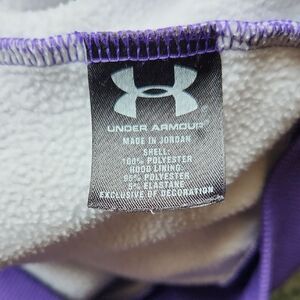 UNDER ARMOUR
MADE IN JORDAN
SHELL:
100% POLYESTER
HOOD LINING:
95% POLYESTER
5% ELASTANE
EXCLUSIVE OF DECORATION